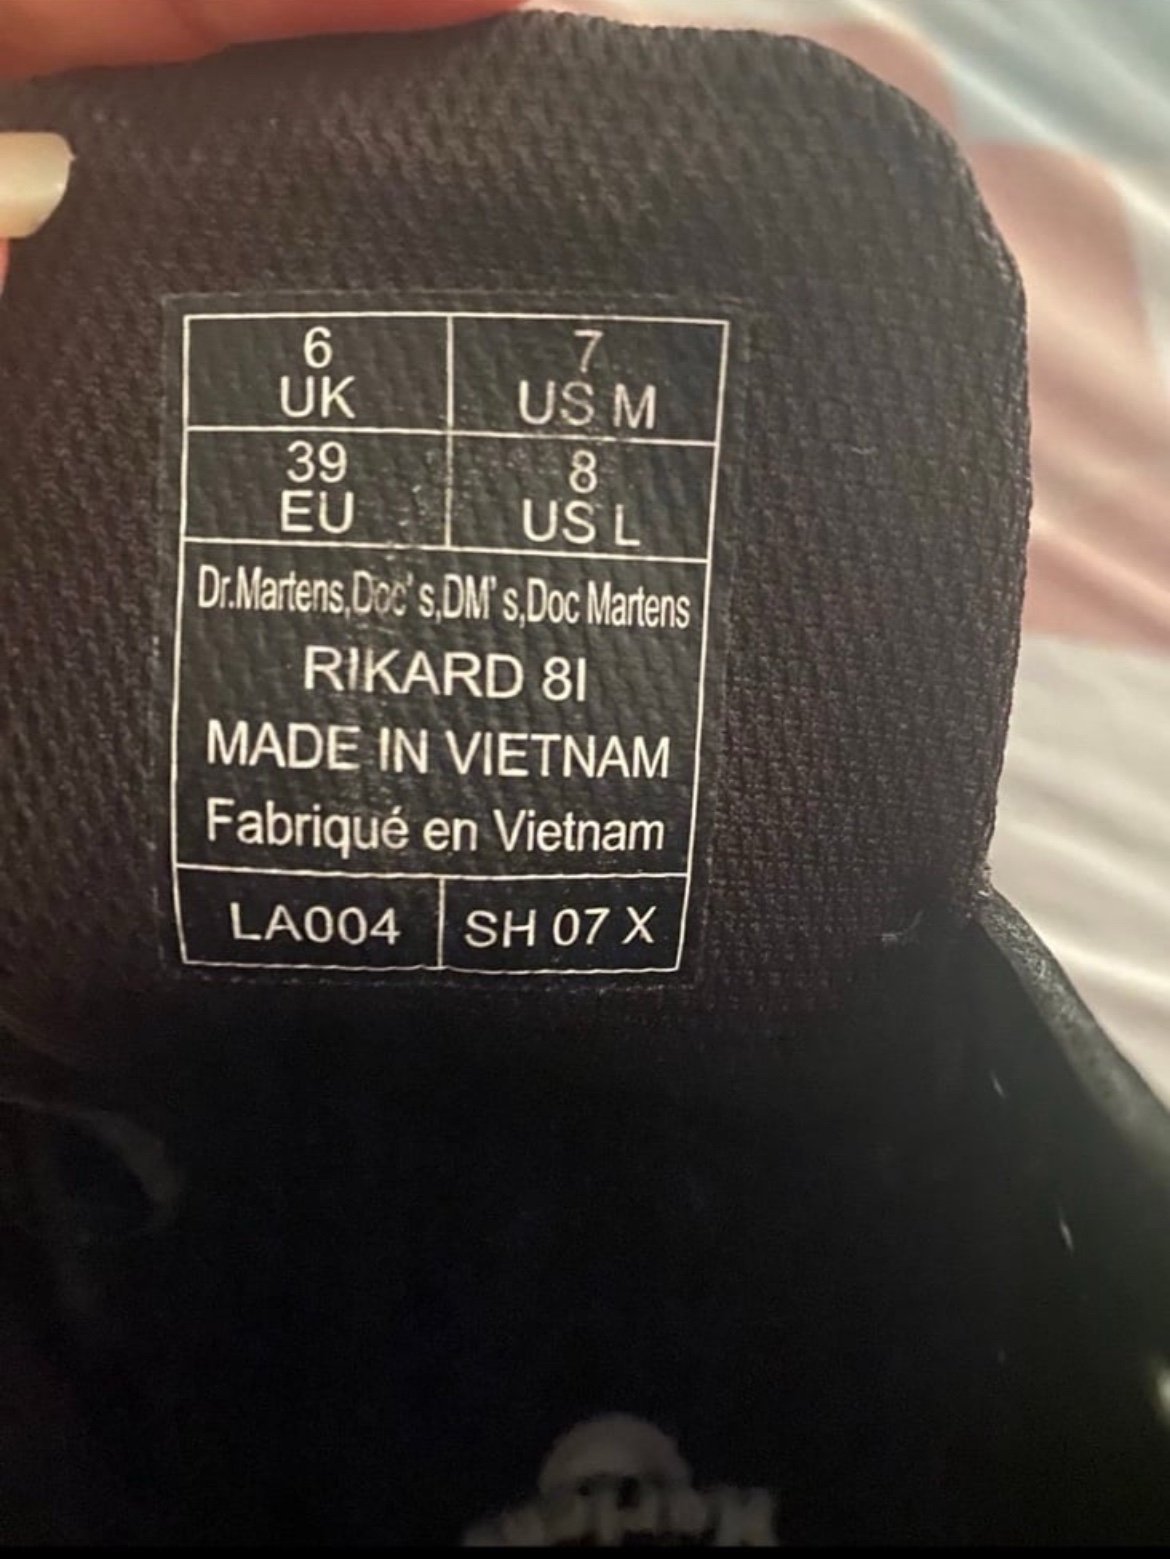 6
UK
7
US M
39
EU
8
US L
Dr.Martens,Doc's,DM's,Doc Martens
RIKARD 8I
MADE IN VIETNAM
Fabriqué en Vietnam
LA004
SH 07 X